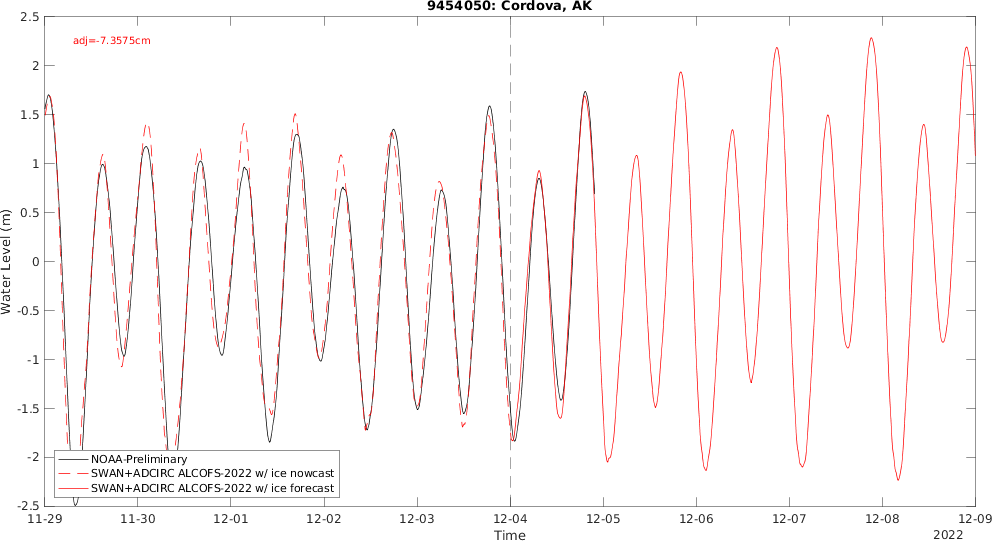 9454050: Cordova, AK
adj=-7.3575cm
Water Level (m)
2.5
2
1.5
1
0.5
0
-0.5
-1
-1.5
-2
-2.5
NOAA-Preliminary
SWAN+ADCIRC ALCOFS-2022 w/ ice nowcast
SWAN+ADCIRC ALCOFS-2022 w/ ice forecast
11-29 11-30 12-01 12-02 12-03 12-04 12-05 12-06 12-07 12-08 12-09
Time
2022